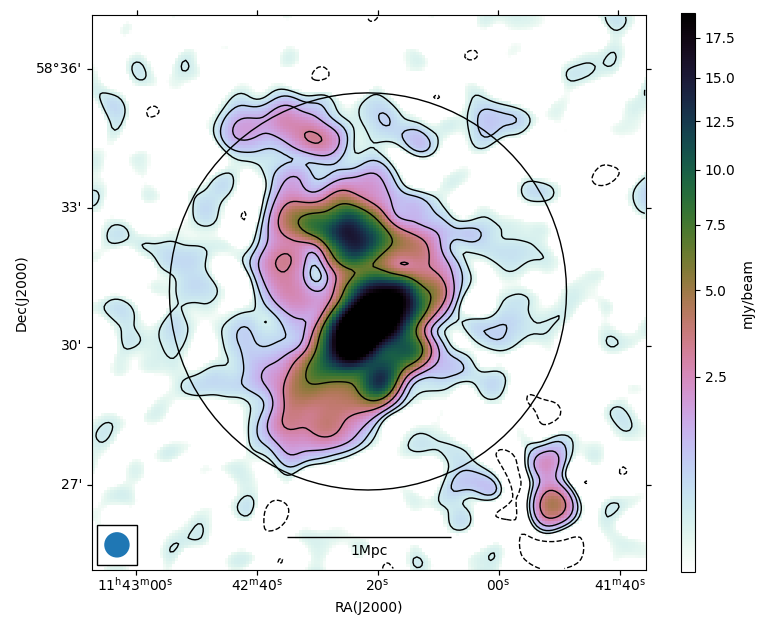 58°36'
33'
30'
27'
Dec(J2000)
11h43m00s
42m40s
20s
00s
41m40s
RA(J2000)
1Mpc
17.5
15.0
12.5
10.0
7.5
5.0
2.5
mJy/beam